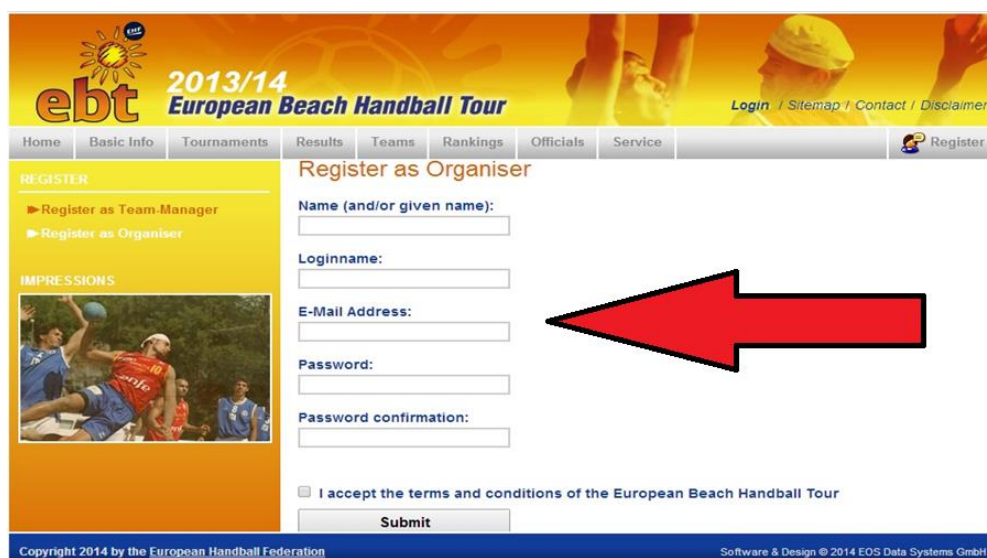 EHF
ebt
2013/14
European Beach Handball Tour
Login / Sitemap / Contact / Disclaimer
Home Basic Info Tournaments Results Teams Rankings Officials Service Register
REGISTER
Register as Team-Manager
Register as Organiser
IMPRESSIONS
10
Register as Organiser
Name (and/or given name):
Loginname:
E-Mail Address:
Password:
Password confirmation:
I accept the terms and conditions of the European Beach Handball Tour
Submit
Copyright 2014 by the European Handball Federation
Software & Design © 2014 EOS Data Systems GmbH